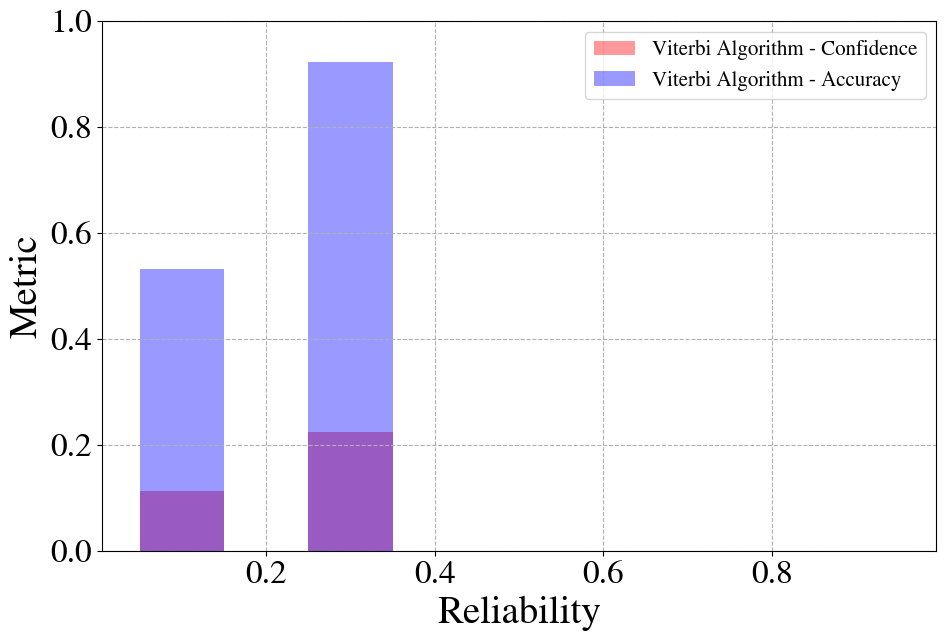 1.0
0.8
0.6
0.4
0.2
0.0
Metric
Viterbi Algorithm - Confidence
Viterbi Algorithm - Accuracy
0.2 0.4 0.6 0.8
Reliability